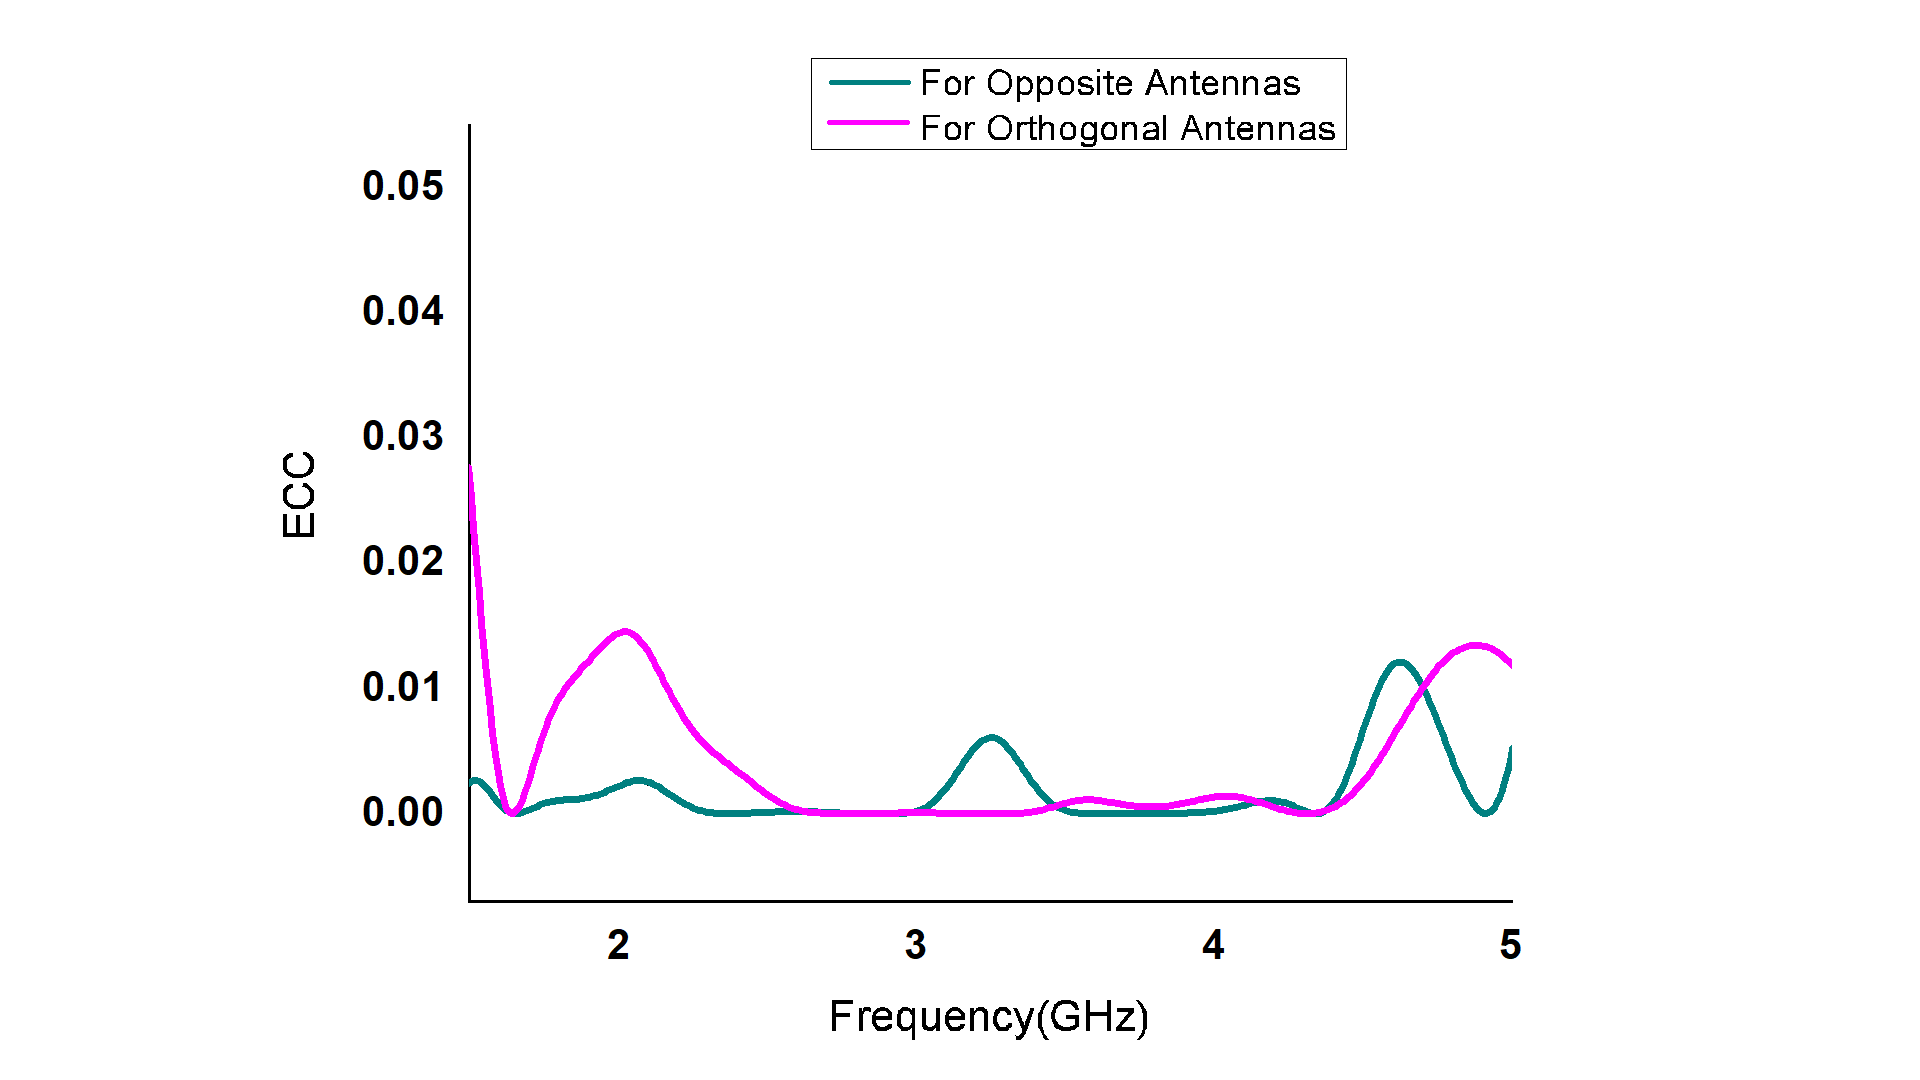 For Opposite Antennas
For Orthogonal Antennas
0.05
0.04
0.03
0.02
0.01
0.00
ECC
2 3 4 5
Frequency(GHz)